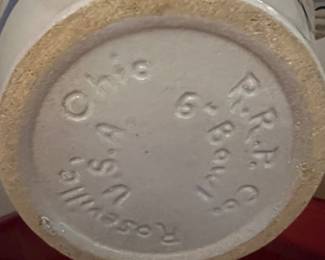 R.R.P. Co.
Roseville,
Ohio
U.S.A
6" Bowl